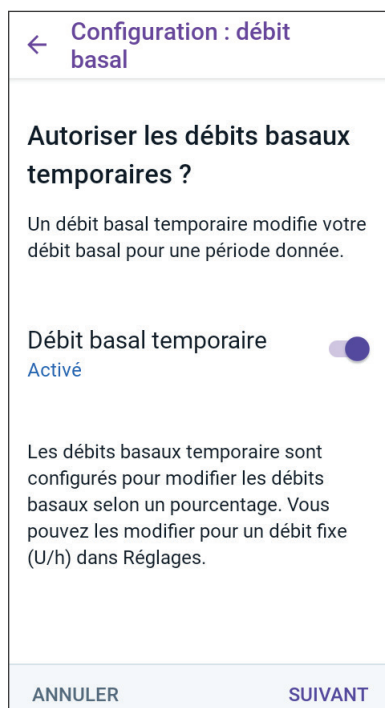 Configuration : débit
basal
Autoriser les débits basaux
temporaires ?
Un débit basal temporaire modifie votre
débit basal pour une période donnée.
Débit basal temporaire
Activé
Les débits basaux temporaire sont
configurés pour modifier les débits
basaux selon un pourcentage. Vous
pouvez les modifier pour un débit fixe
(U/h) dans Réglages.
ANNULER
SUIVANT